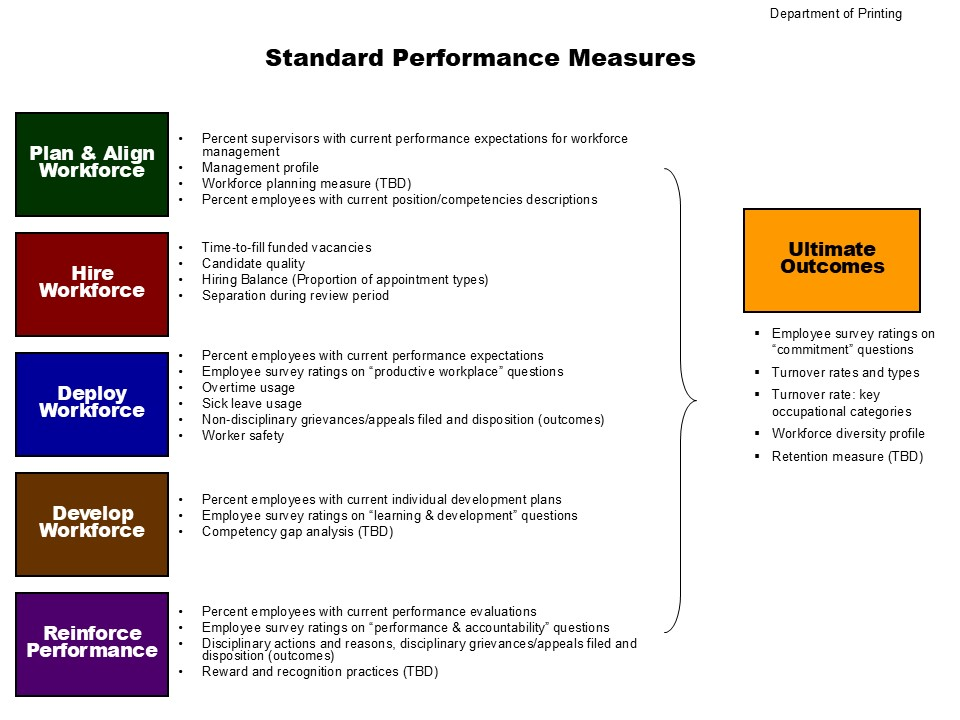 Department of Printing
Standard Performance Measures
Plan & Align
Workforce
• Percent supervisors with current performance expectations for workforce
management
• Management profile
• Workforce planning measure (TBD)
• Percent employees with current position/competencies descriptions
Hire
Workforce
• Time-to-fill funded vacancies
• Candidate quality
• Hiring Balance (Proportion of appointment types)
• Separation during review period
Deploy
Workforce
• Percent employees with current performance expectations
• Employee survey ratings on “productive workplace” questions
• Overtime usage
• Sick leave usage
• Non-disciplinary grievances/appeals filed and disposition (outcomes)
• Worker safety
Develop
Workforce
• Percent employees with current individual development plans
• Employee survey ratings on “learning & development” questions
• Competency gap analysis (TBD)
Reinforce
Performance
• Percent employees with current performance evaluations
• Employee survey ratings on “performance & accountability” questions
• Disciplinary actions and reasons, disciplinary grievances/appeals filed and
disposition (outcomes)
• Reward and recognition practices (TBD)
Ultimate
Outcomes
▪ Employee survey ratings on
“commitment” questions
▪ Turnover rates and types
▪ Turnover rate: key
occupational categories
▪ Workforce diversity profile
▪ Retention measure (TBD)